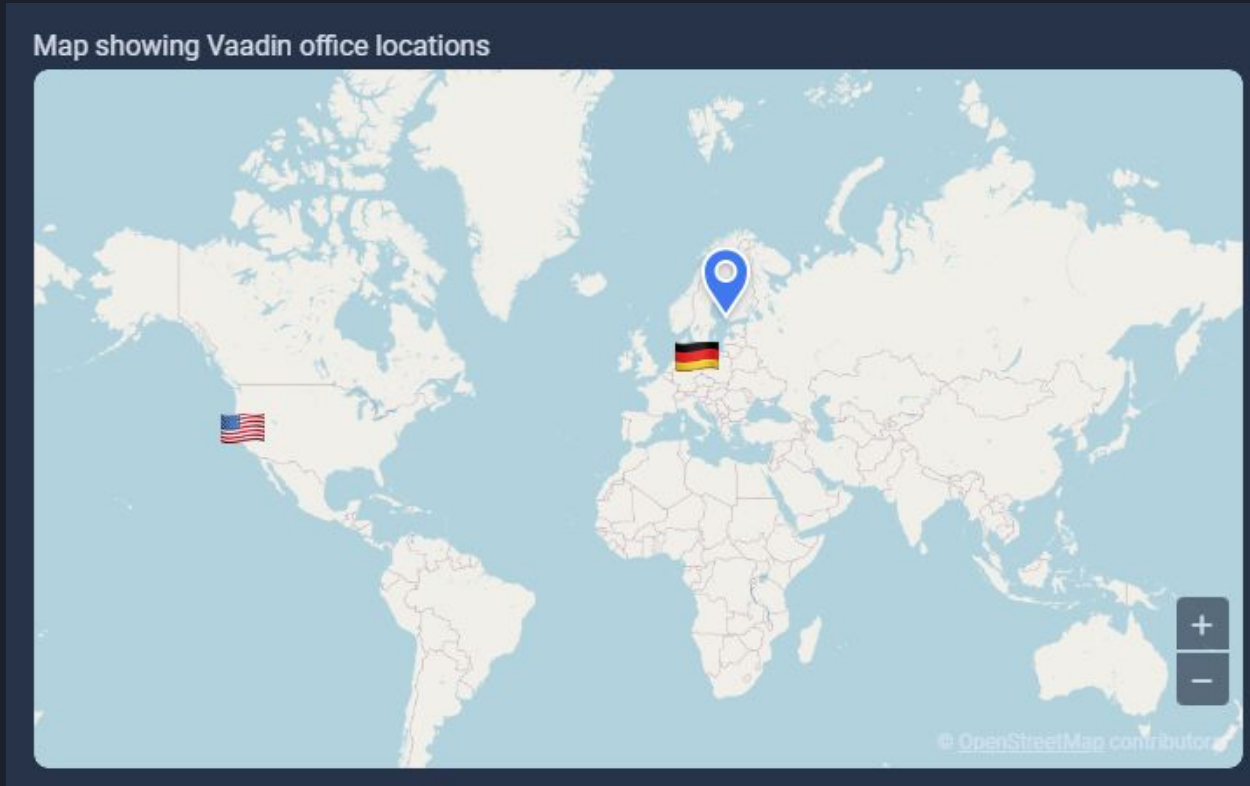 Map showing Vaadin office locations
+
−
© OpenStreetMap contributors